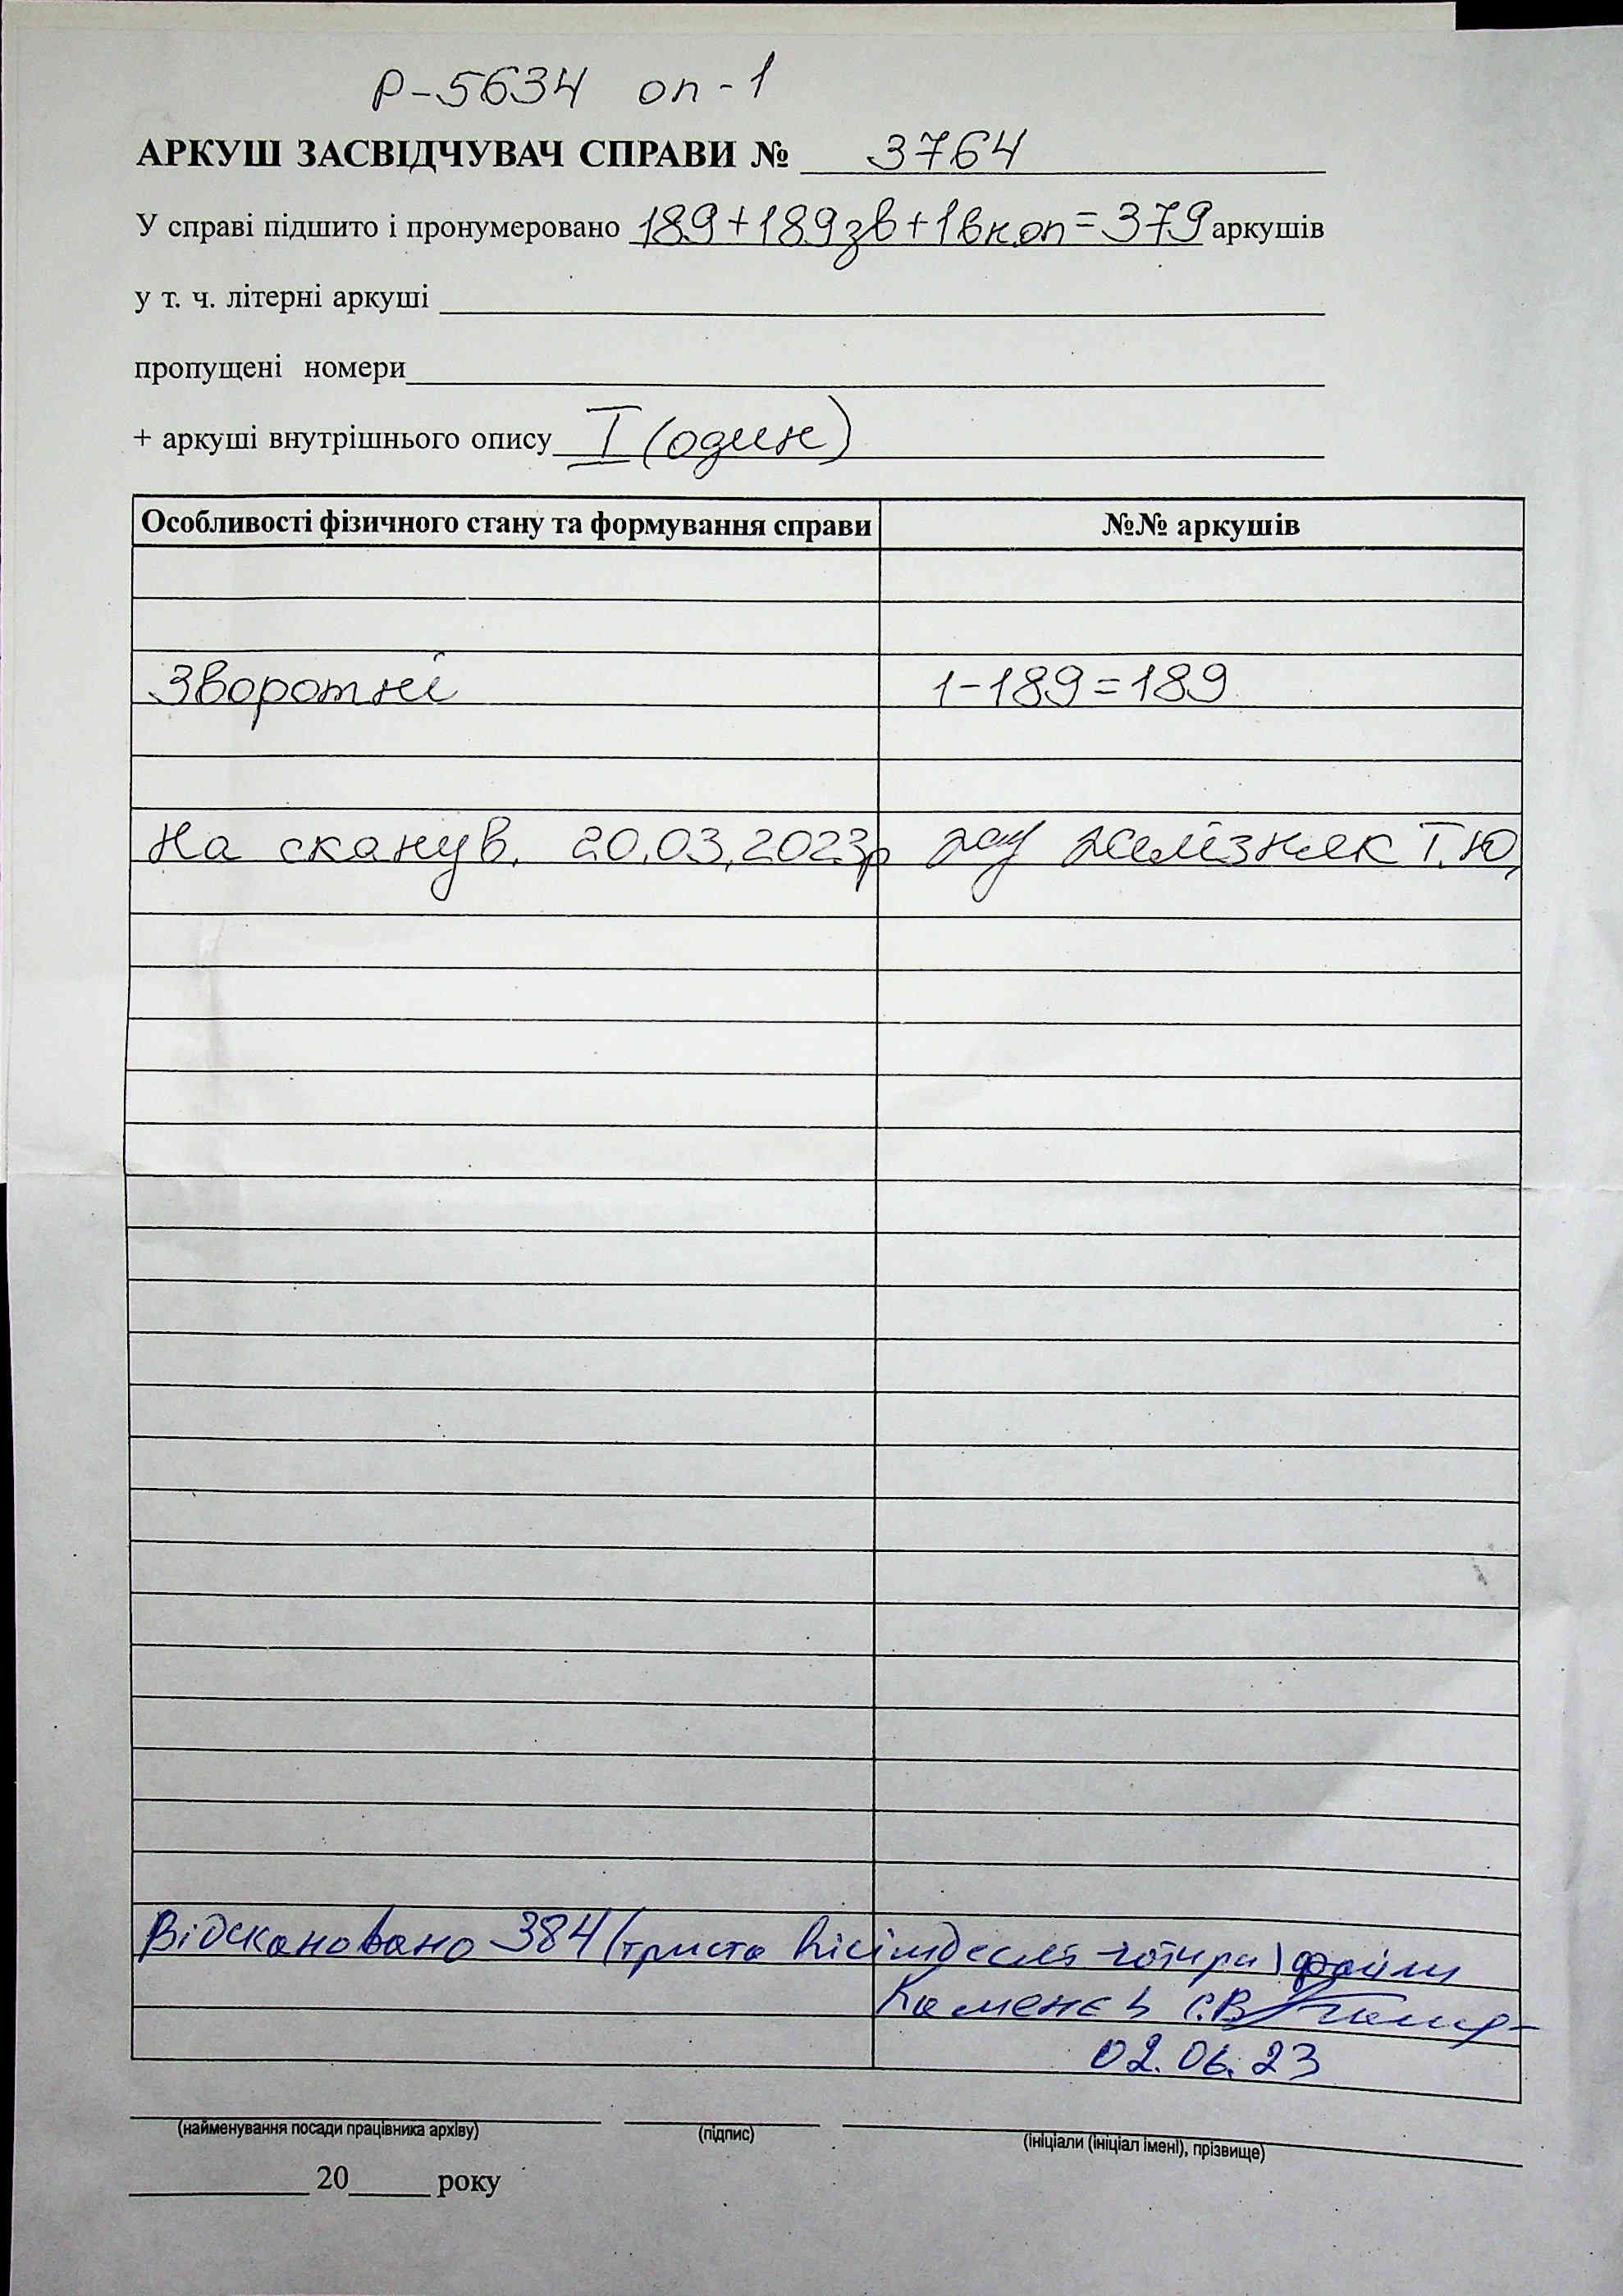 Р-5634 оп-1
АРКУШ ЗАСВІДЧУВАЧ СПРАВИ № 3764
У справі підшито і пронумеровано 189+189зв+1вкоп=379 аркушів
у т. ч. літерні аркуші
пропущені номери
+ аркуші внутрішнього опису I (один)
Особливості фізичного стану та формування справи №№ аркушів
Зворотні 1-189=189
На сканув. 20.03.2023р Желізняк Т.Ю.
Відскановано 384 (триста вісімдесят чотири) файли
Каменєв С.В.
02.06.23
(найменування посади працівника архіву) (підпис) (ініціали (ініціал імені), прізвище)
20 року